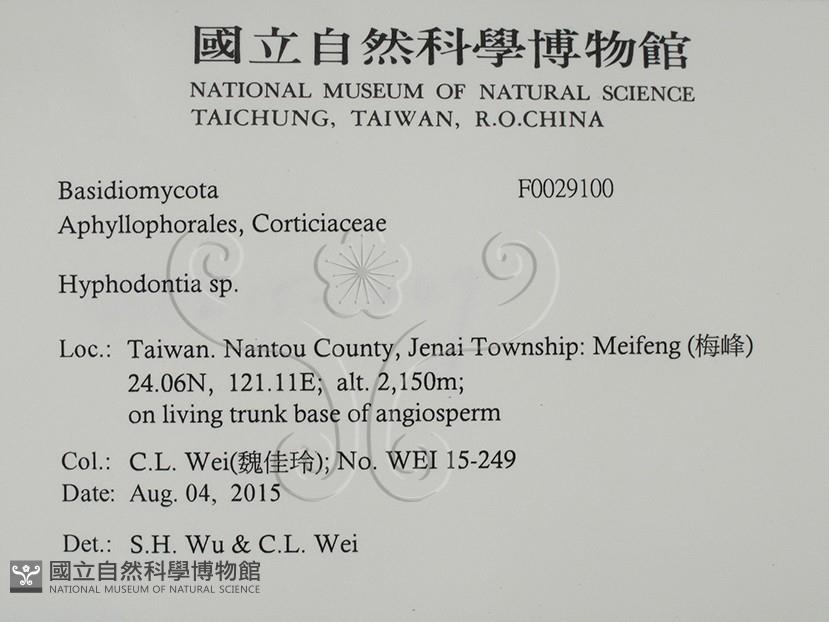 國立自然科學博物館
NATIONAL MUSEUM OF NATURAL SCIENCE
TAICHUNG, TAIWAN, R.O.CHINA
Basidiomycota F0029100
Aphyllophorales, Corticiaceae
Hyphodontia sp.
Loc.: Taiwan. Nantou County, Jenai Township: Meifeng (梅峰)
24.06N, 121.11E; alt. 2,150m;
on living trunk base of angiosperm
Col.: C.L. Wei(魏佳玲); No. WEI 15-249
Date: Aug. 04, 2015
Det.: S.H. Wu & C.L. Wei
國立自然科學博物館
NATIONAL MUSEUM OF NATURAL SCIENCE